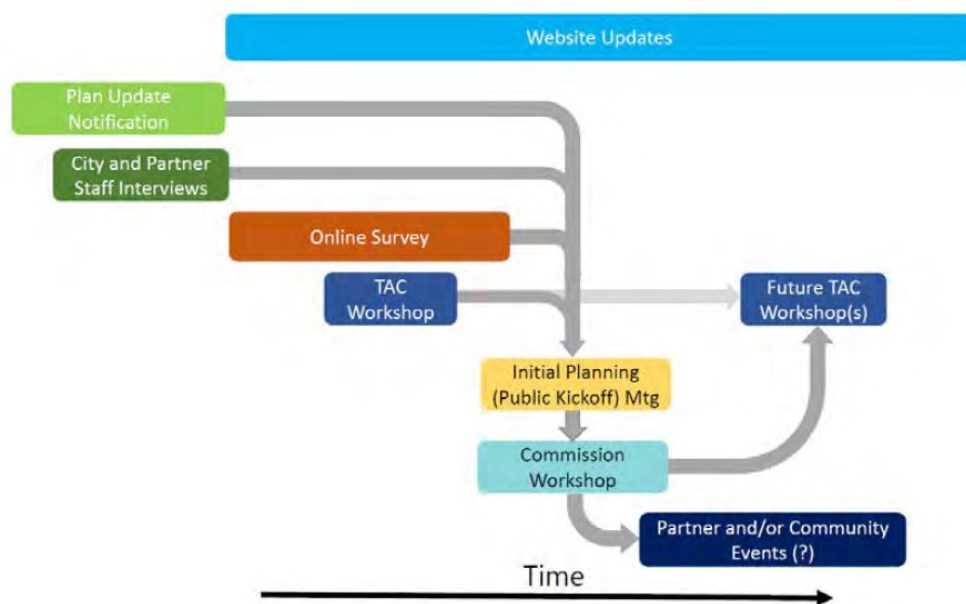 Website Updates
Plan Update
Notification
City and Partner
Staff Interviews
Online Survey
TAC
Workshop
Future TAC
Workshop(s)
Initial Planning
(Public Kickoff) Mtg
Commission
Workshop
Partner and/or Community
Events (?)
Time